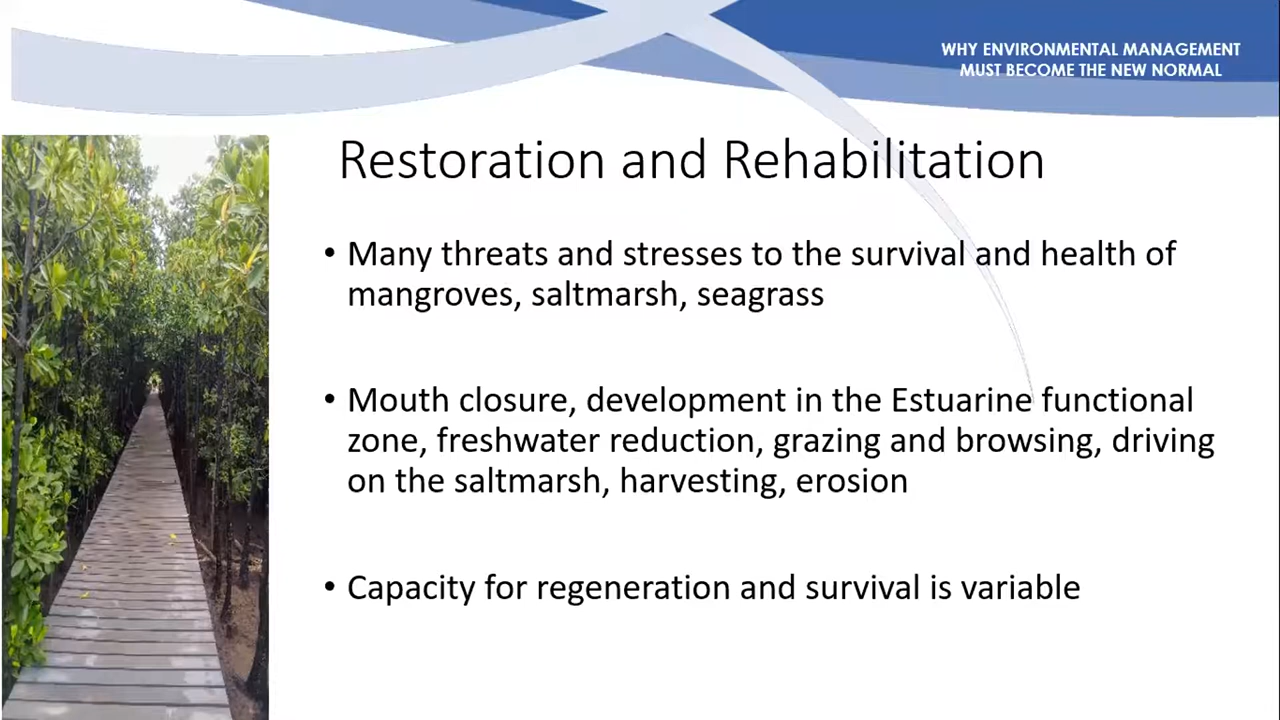 WHY ENVIRONMENTAL MANAGEMENT
MUST BECOME THE NEW NORMAL
Restoration and Rehabilitation
• Many threats and stresses to the survival and health of
mangroves, saltmarsh, seagrass
• Mouth closure, development in the Estuarine functional
zone, freshwater reduction, grazing and browsing, driving
on the saltmarsh, harvesting, erosion
• Capacity for regeneration and survival is variable